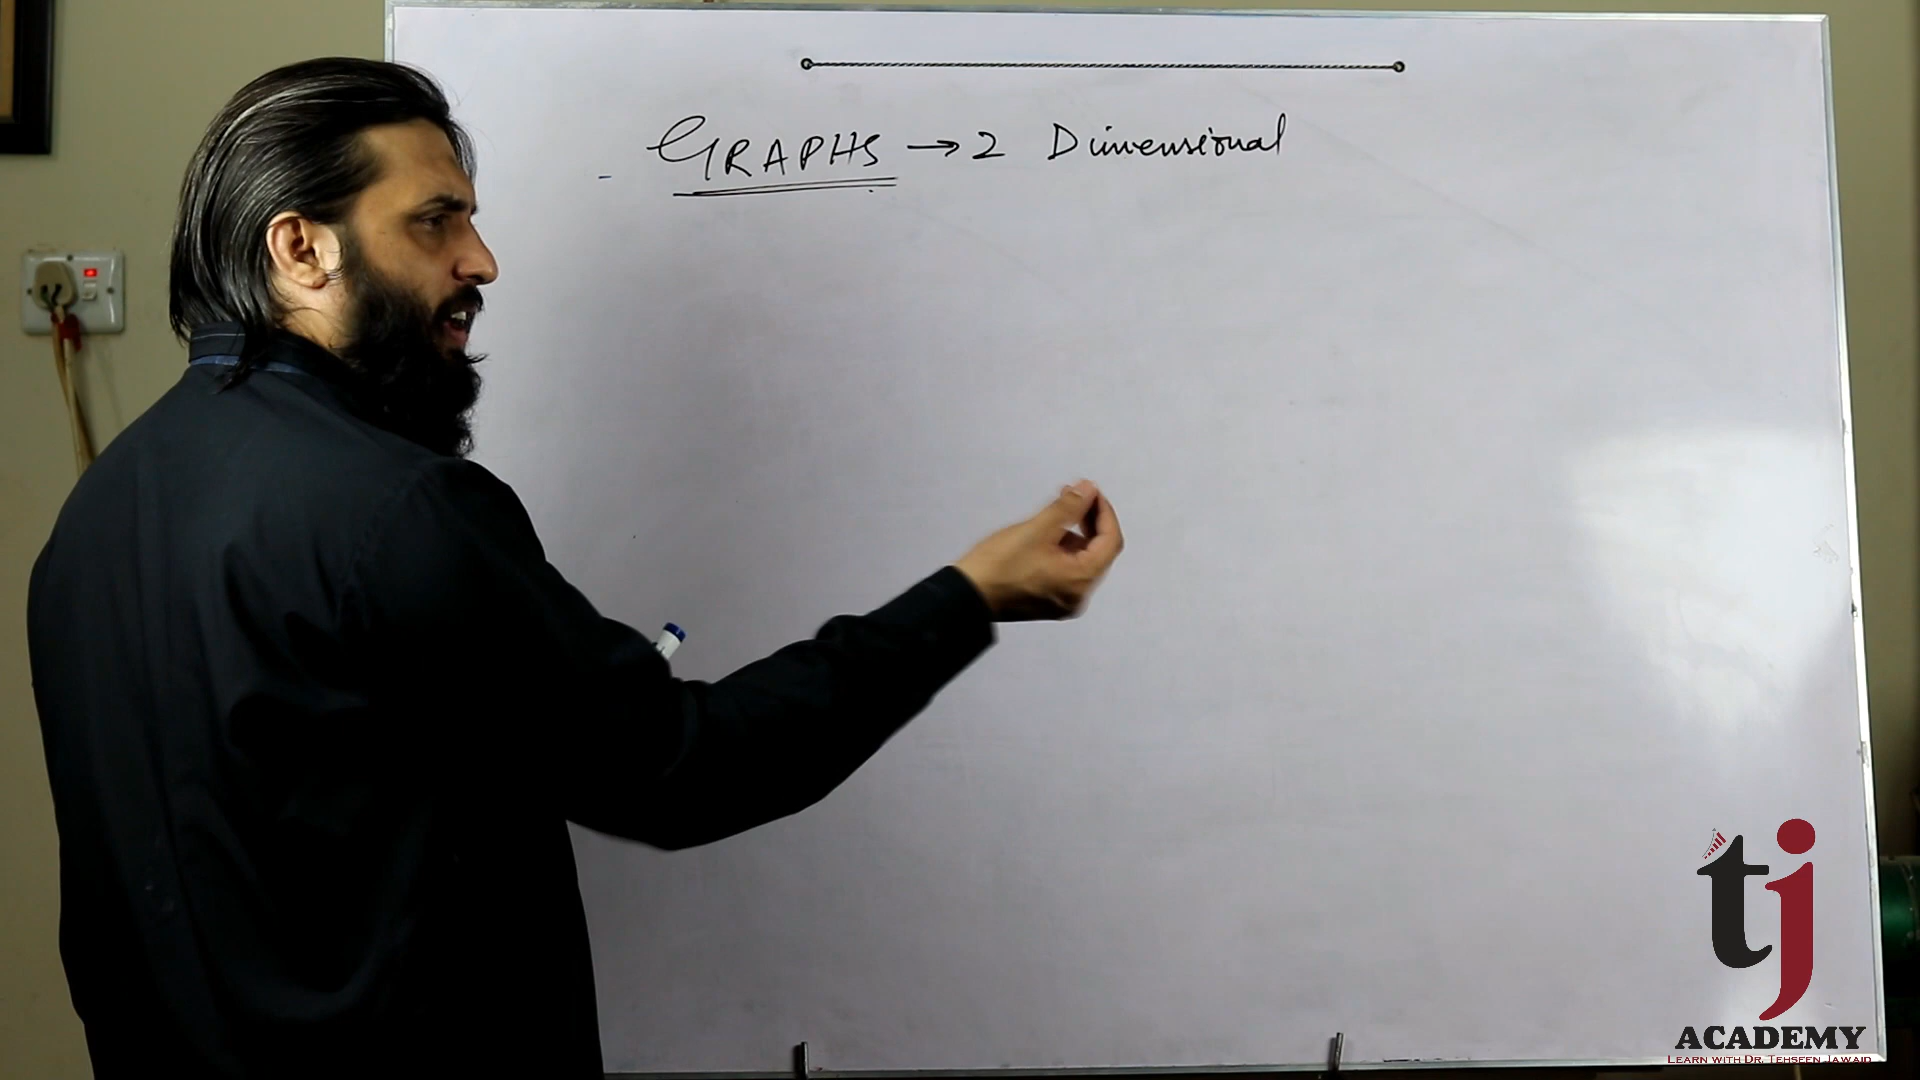 GRAPHS → 2 Dimensional
tj
ACADEMY
LEARN WITH DR. TEHSEEN JAWAID